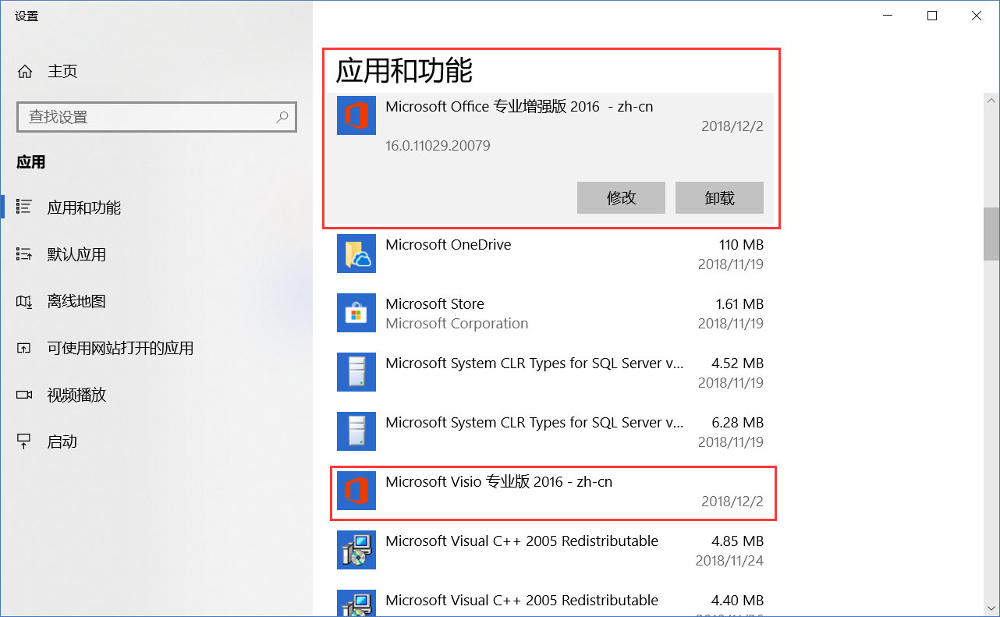 设置
主页
查找设置
应用
应用和功能
默认应用
离线地图
可使用网站打开的应用
视频播放
启动
应用和功能
Microsoft Office 专业增强版 2016 - zh-cn
2018/12/2
16.0.11029.20079
修改 卸载
Microsoft OneDrive 110 MB
2018/11/19
Microsoft Store 1.61 MB
Microsoft Corporation 2018/11/19
Microsoft System CLR Types for SQL Server v... 4.52 MB
2018/11/19
Microsoft System CLR Types for SQL Server v... 6.28 MB
2018/11/19
Microsoft Visio 专业版 2016 - zh-cn
2018/12/2
Microsoft Visual C++ 2005 Redistributable 4.85 MB
2018/11/24
Microsoft Visual C++ 2005 Redistributable 4.40 MB